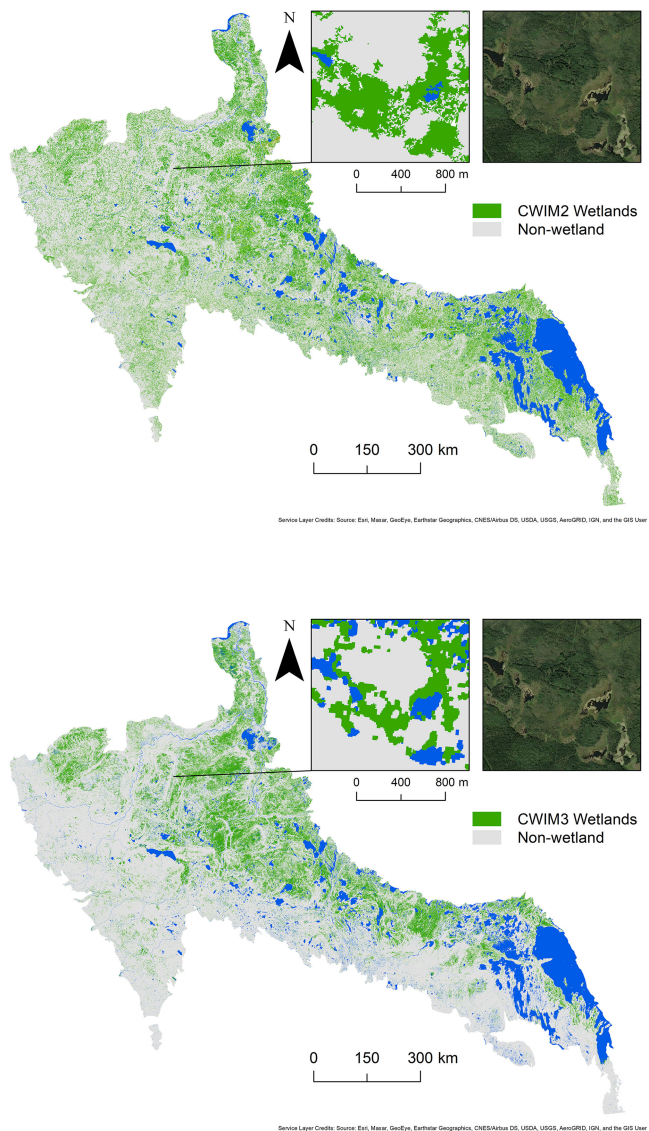 N
0 400 800 m
CWIM2 Wetlands
Non-wetland
0 150 300 km
Service Layer Credits: Source: Esri, Maxar, GeoEye, Earthstar Geographics, CNES/Airbus DS, USDA, USGS, AeroGRID, IGN, and the GIS User
N
0 400 800 m
CWIM3 Wetlands
Non-wetland
0 150 300 km
Service Layer Credits: Source: Esri, Maxar, GeoEye, Earthstar Geographics, CNES/Airbus DS, USDA, USGS, AeroGRID, IGN, and the GIS User